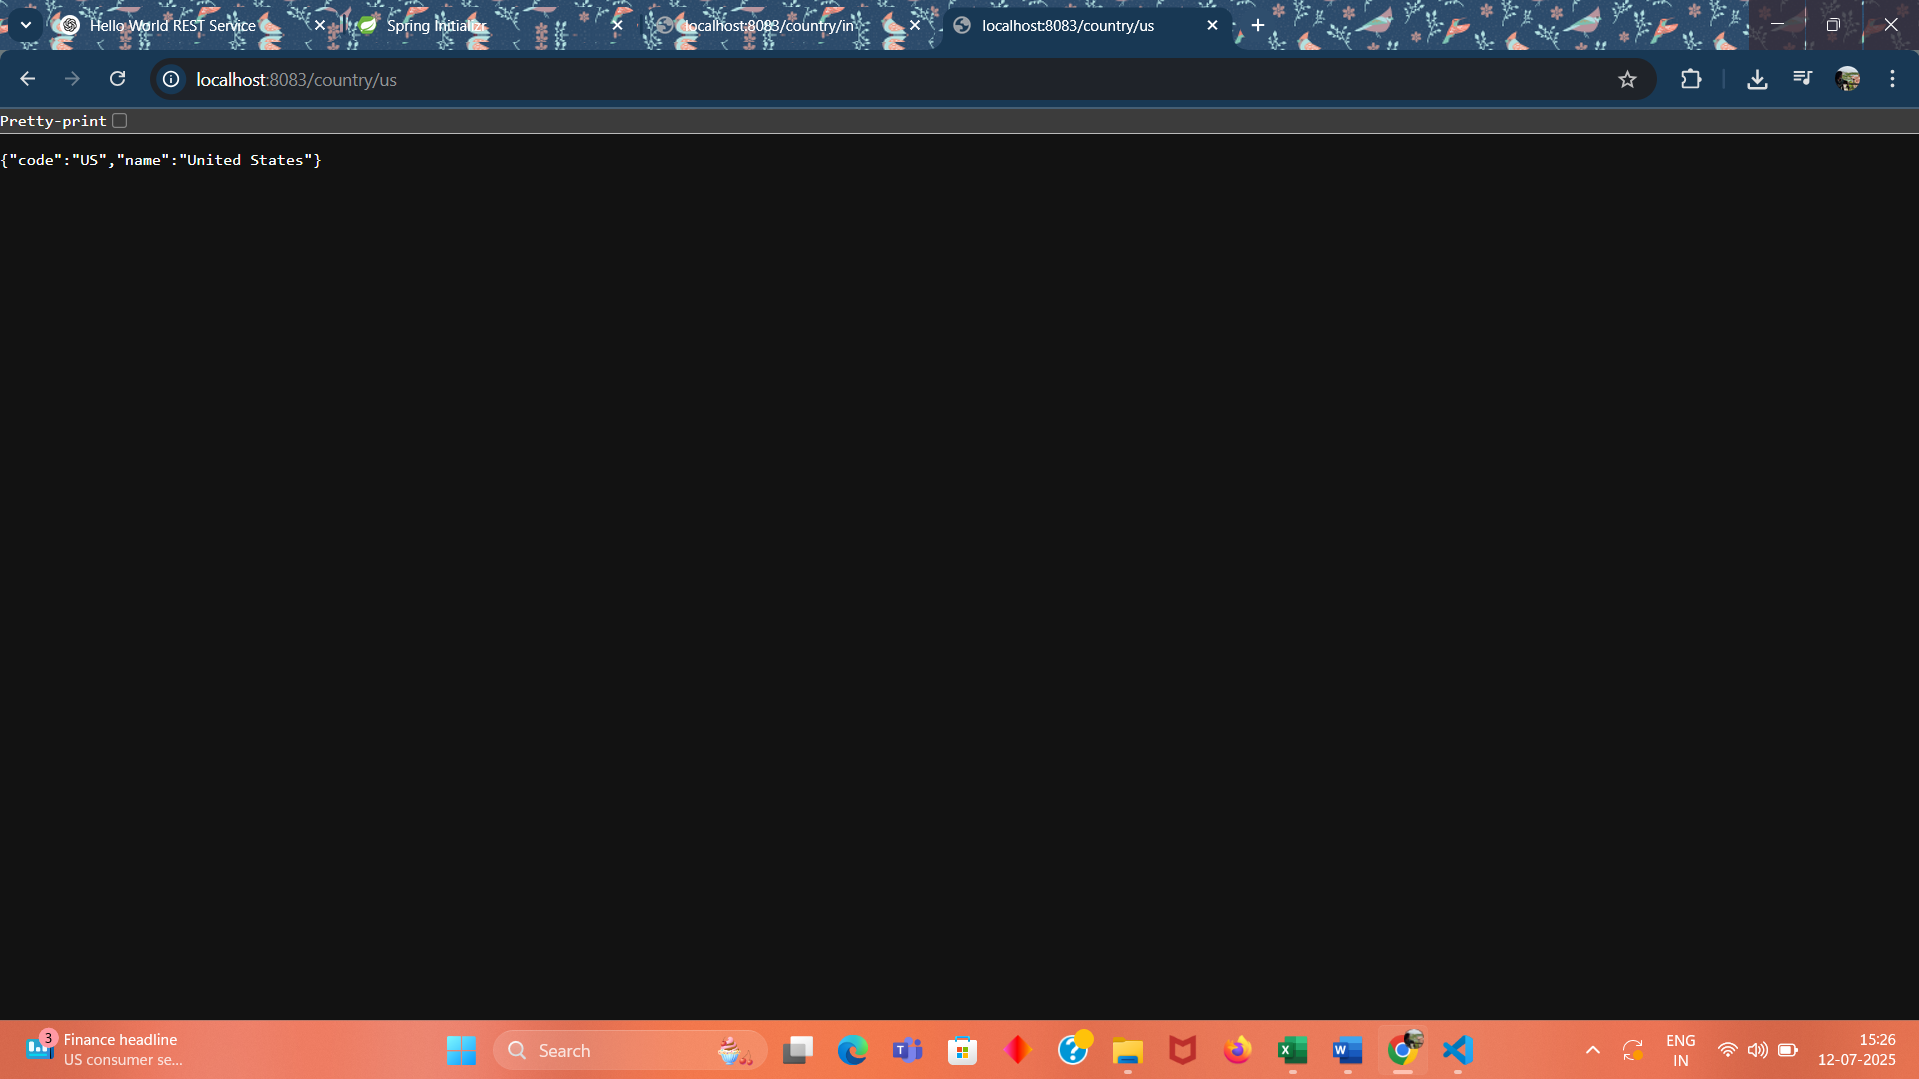 Hello World REST Service
Spring Initializr
localhost:8083/country/in
localhost:8083/country/us
localhost:8083/country/us
Pretty-print
{"code":"US","name":"United States"}
3
Finance headline
US consumer se...
Search
ENG
IN
15:26
12-07-2025